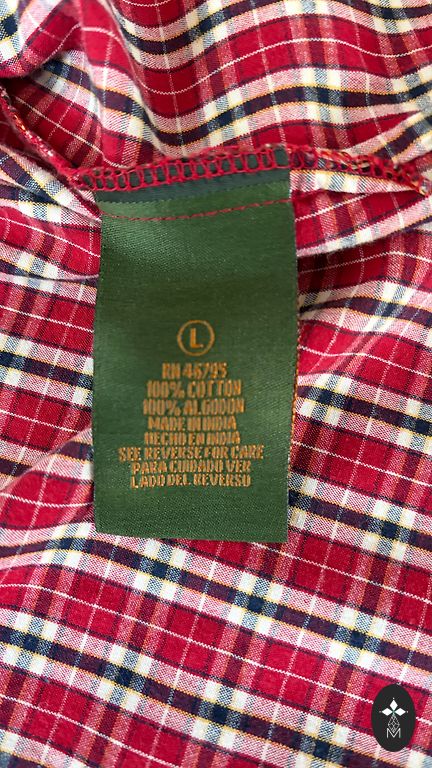 L
RN 46795
100% COTTON
100% ALGODON
MADE IN INDIA
HECHO EN INDIA
SEE REVERSE FOR CARE
PARA CUIDADO VER
LADO DEL REVERSO